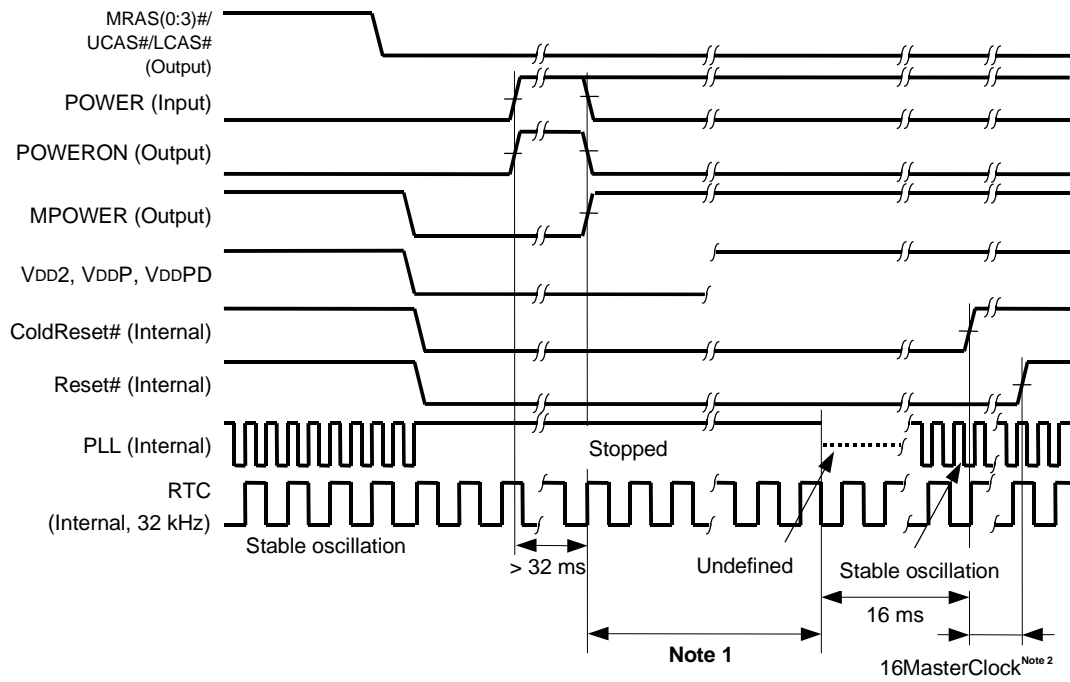 MRAS(0:3)#/
UCAS#/LCAS#
(Output)
POWER (Input)
POWERON (Output)
MPOWER (Output)
VDD2, VDDP, VDDPD
ColdReset# (Internal)
Reset# (Internal)
PLL (Internal)
Stopped
RTC
(Internal, 32 kHz)
Stable oscillation
> 32 ms
Undefined
Stable oscillation
16 ms
Note 1
16MasterClock Note 2